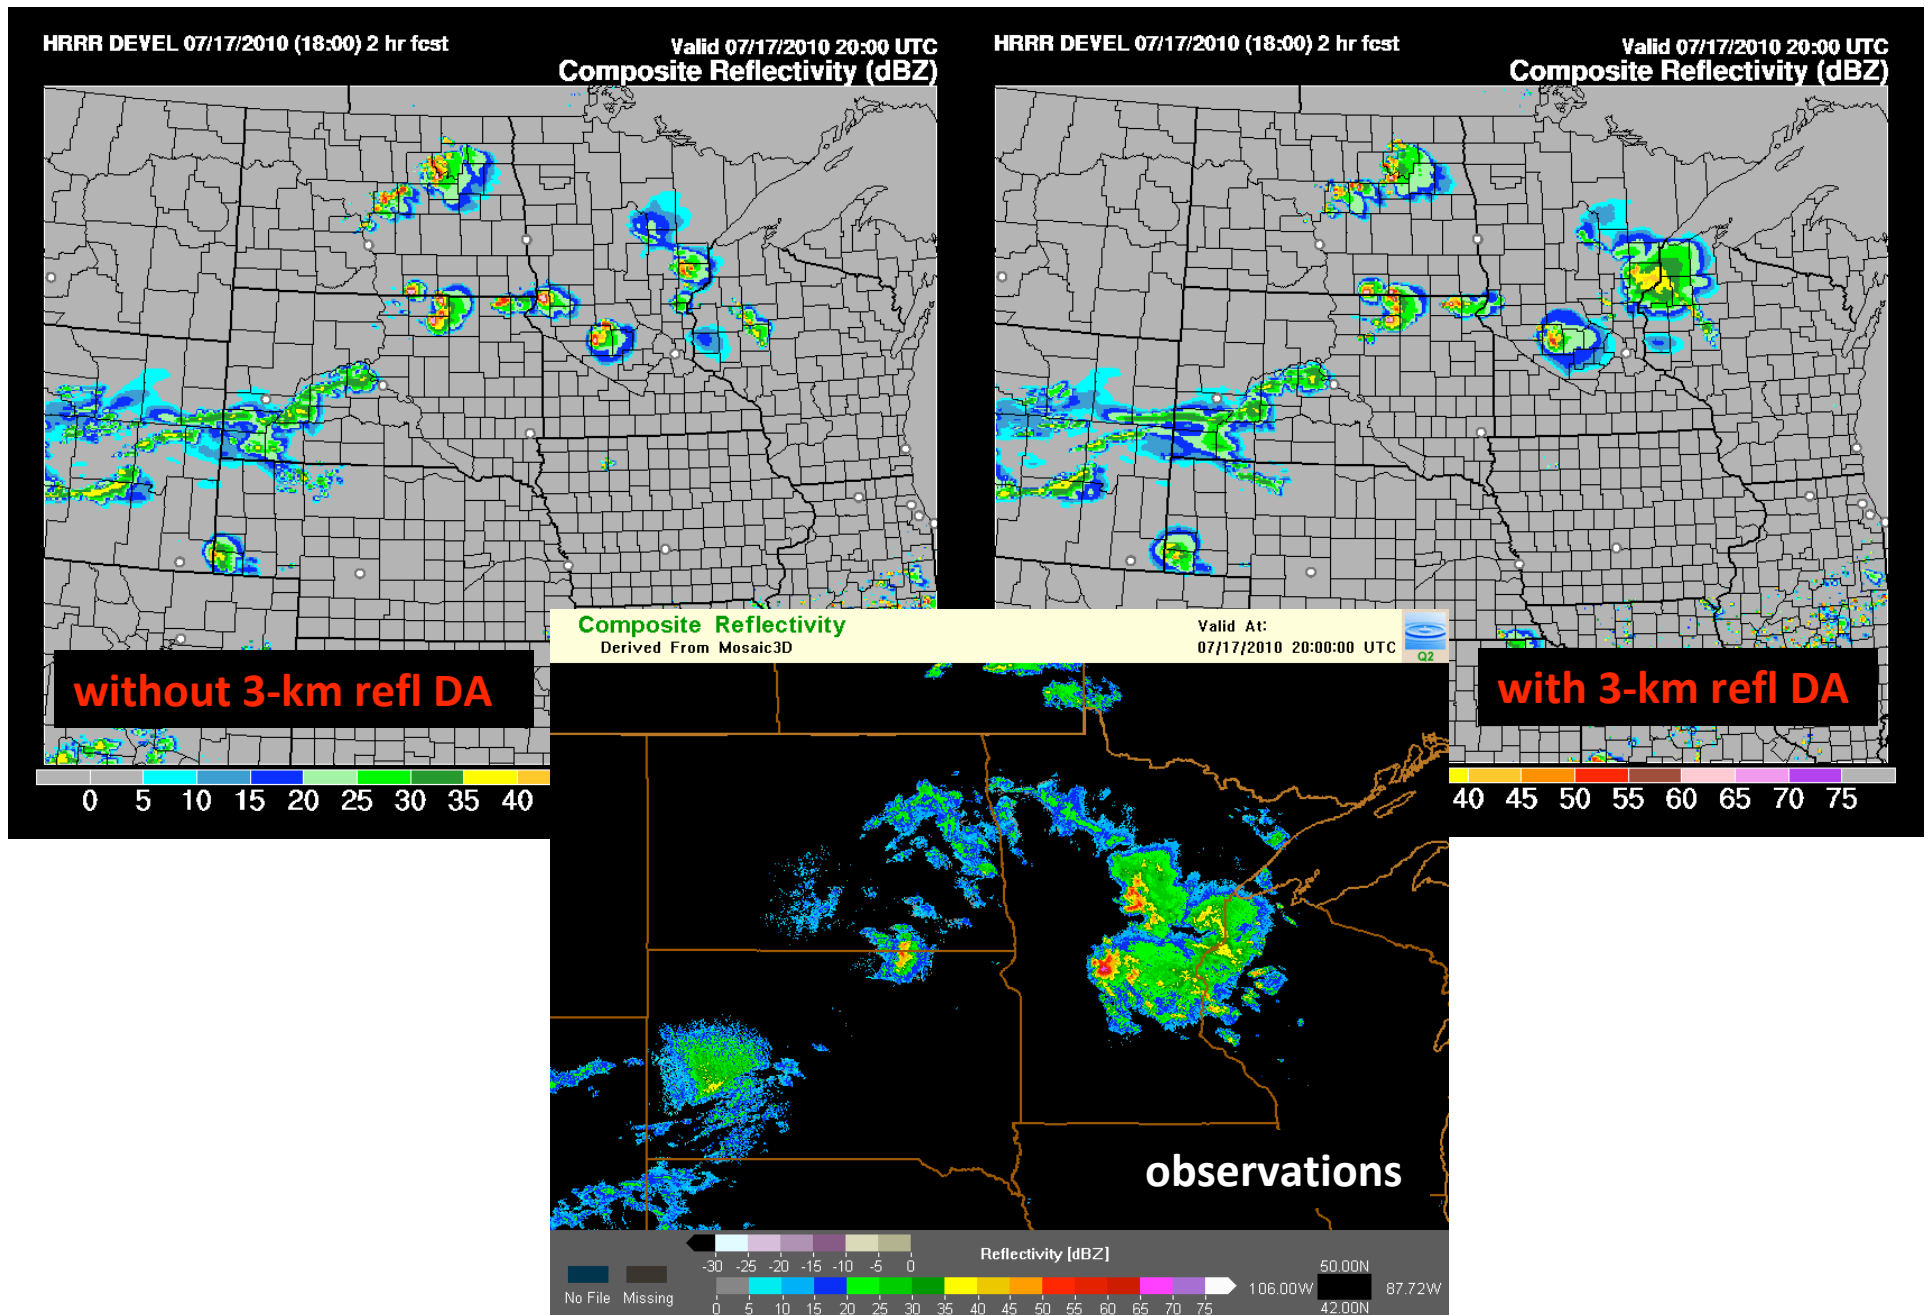 HRRR DEVEL 07/17/2010 (18:00) 2 hr fcst
Valid 07/17/2010 20:00 UTC
Composite Reflectivity (dBZ)
without 3-km refl DA
0 5 10 15 20 25 30 35 40
HRRR DEVEL 07/17/2010 (18:00) 2 hr fcst
Valid 07/17/2010 20:00 UTC
Composite Reflectivity (dBZ)
with 3-km refl DA
40 45 50 55 60 65 70 75
Composite Reflectivity
Derived From Mosaic3D
Valid At:
07/17/2010 20:00:00 UTC
Q2
observations
Reflectivity [dBZ]
-30 -25 -20 -15 -10 -5 0
No File Missing
0 5 10 15 20 25 30 35 40 45 50 55 60 65 70 75
50.00N
106.00W 87.72W
42.00N